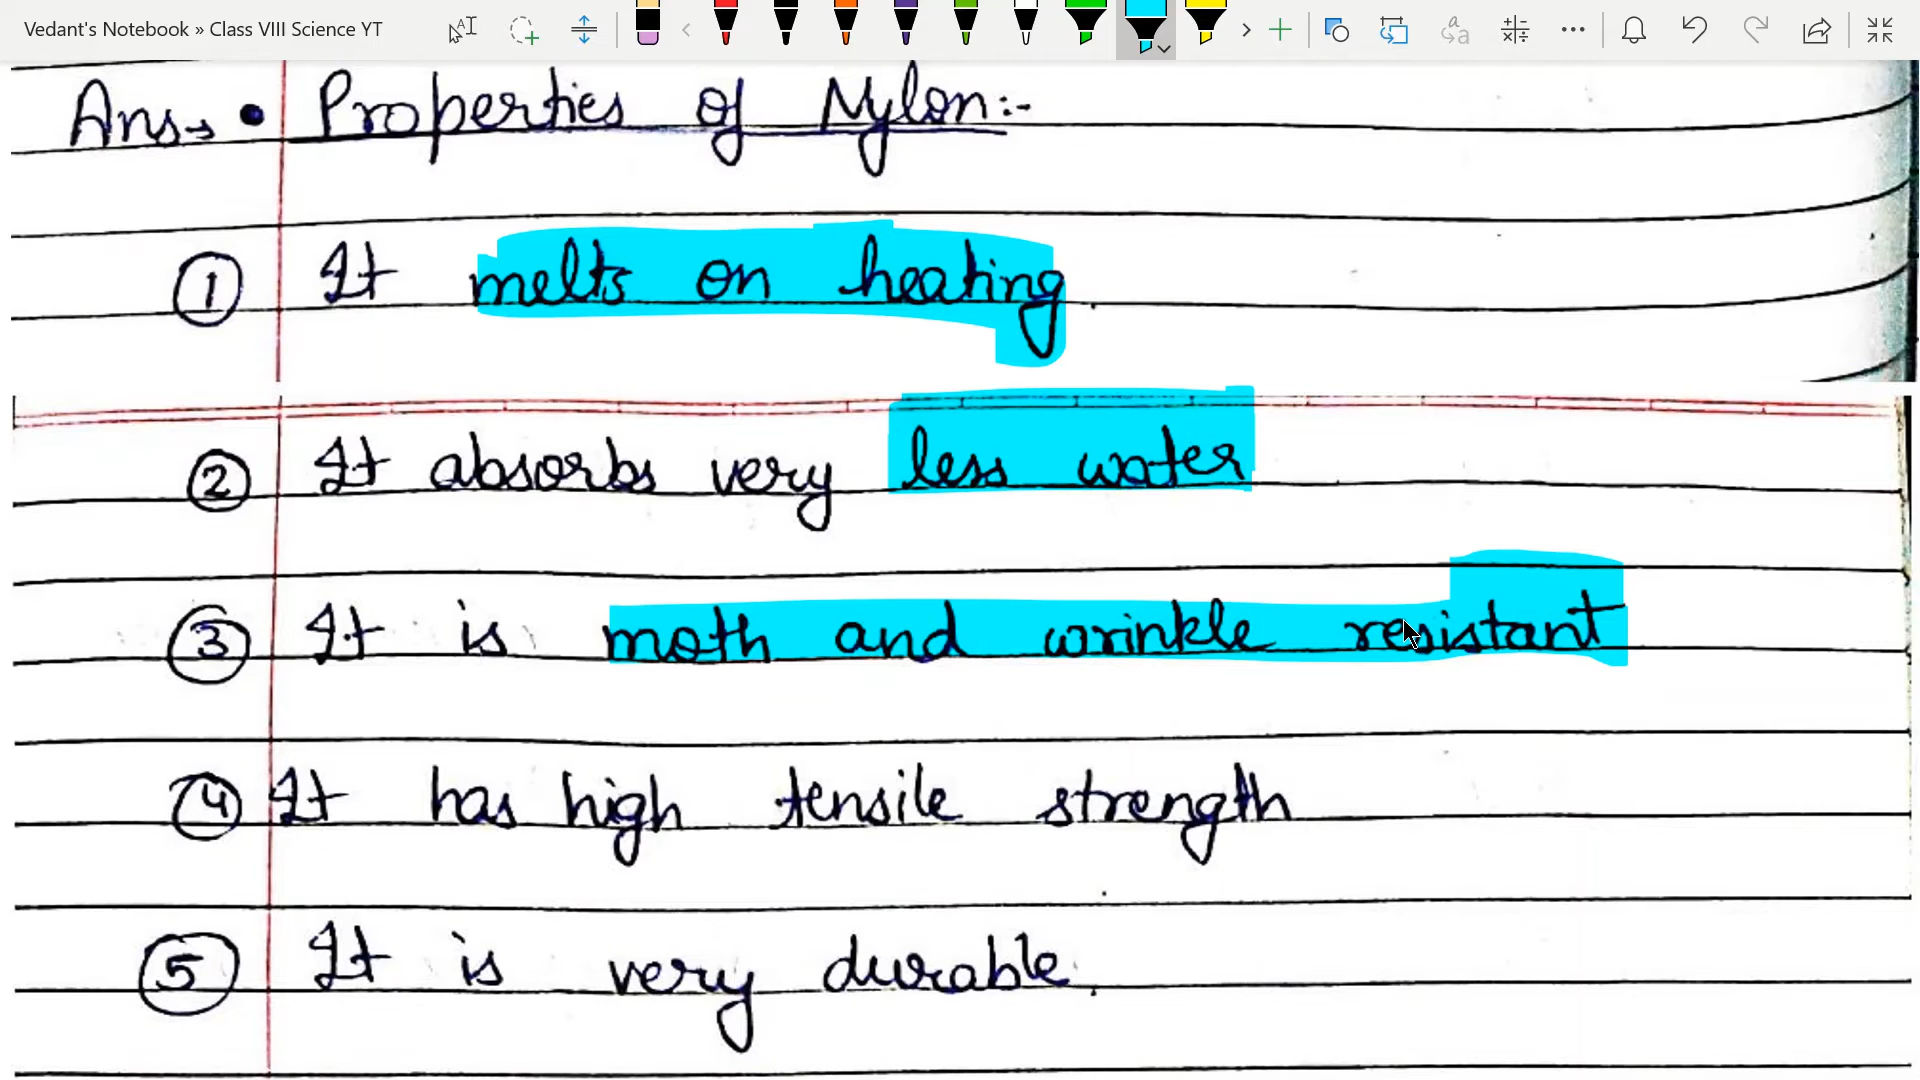 Vedant's Notebook » Class VIII Science YT
Ans→ • Properties of Nylon:-
① It melts on heating.
② It absorbs very less water
③ It is moth and wrinkle resistant
④ It has high tensile strength
⑤ It is very durable.